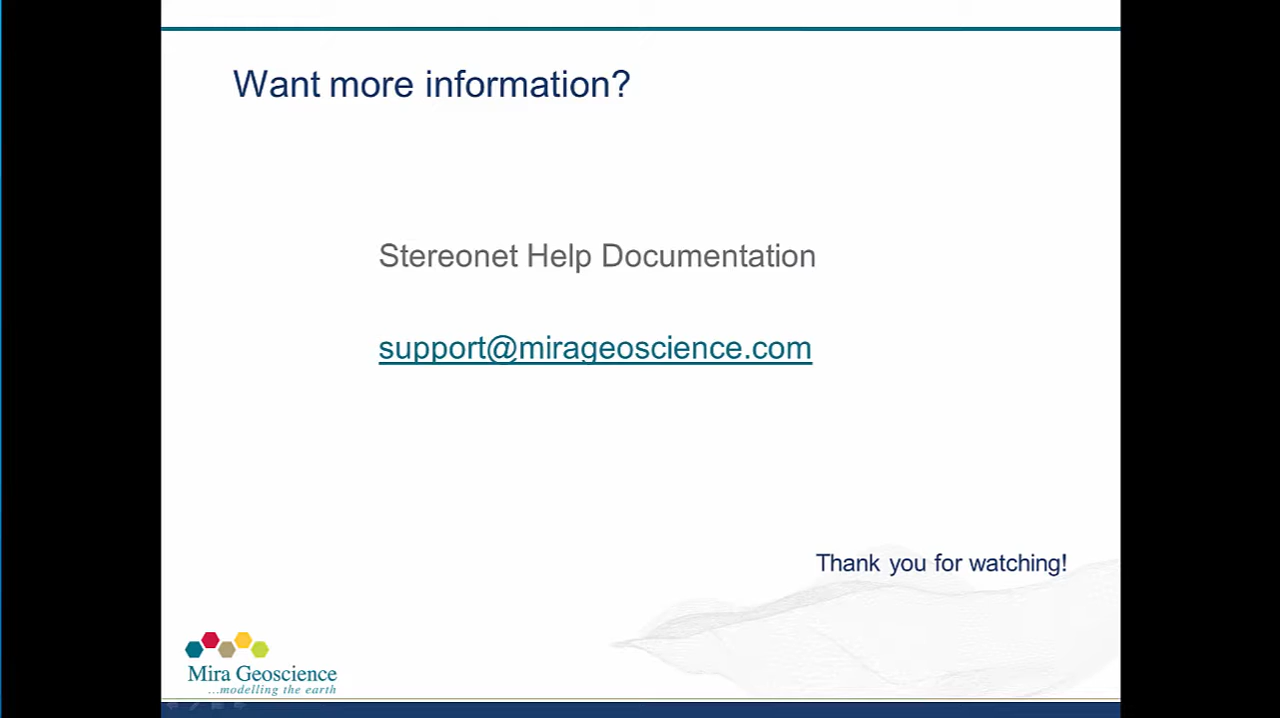 Want more information?
Stereonet Help Documentation
support@mirageoscience.com
Thank you for watching!
Mira Geoscience
...modelling the earth